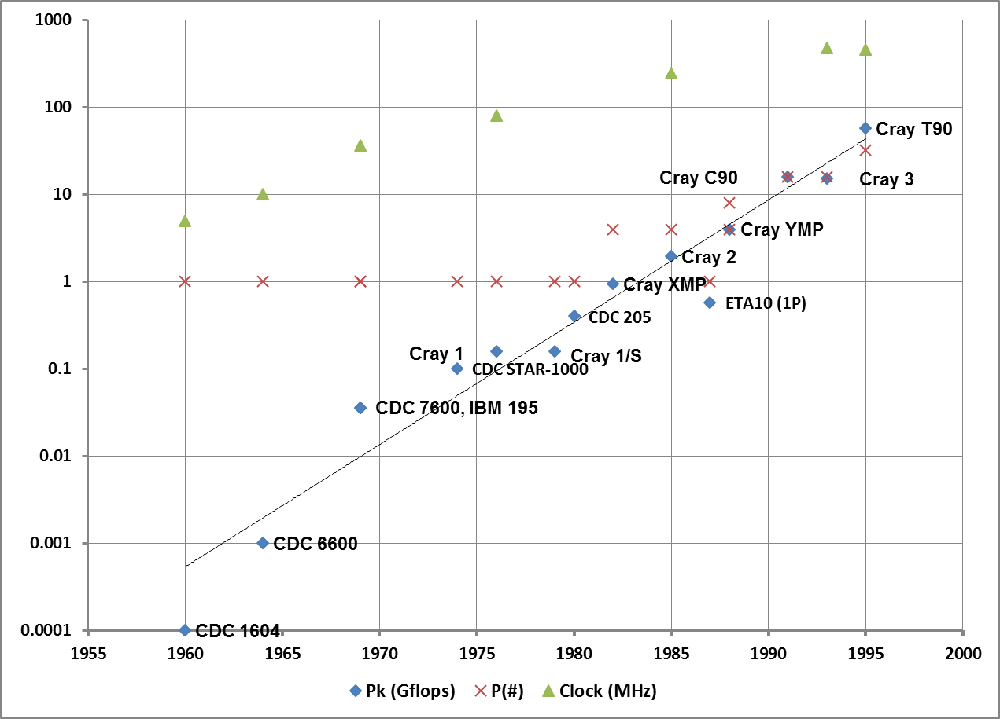 1000
100
10
1
0.1
0.01
0.001
0.0001
Cray T90
Cray C90
Cray 3
Cray YMP
Cray 2
Cray XMP
ETA10 (1P)
CDC 205
Cray 1
Cray 1/S
CDC STAR-1000
CDC 7600, IBM 195
CDC 6600
CDC 1604
1955 1960 1965 1970 1975 1980 1985 1990 1995 2000
Pk (Gflops) P(#) Clock (MHz)